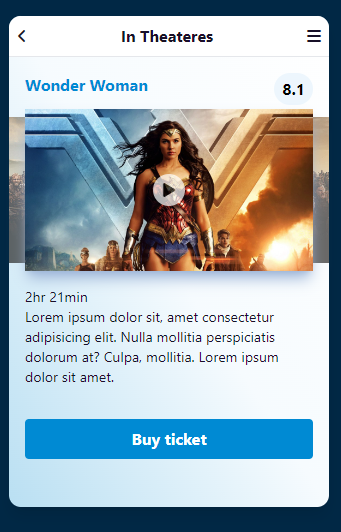 In Theateres
Wonder Woman
8.1
2hr 21min
Lorem ipsum dolor sit, amet consectetur
adipisicing elit. Nulla mollitia perspiciatis
dolorum at? Culpa, mollitia. Lorem ipsum
dolor sit amet.
Buy ticket